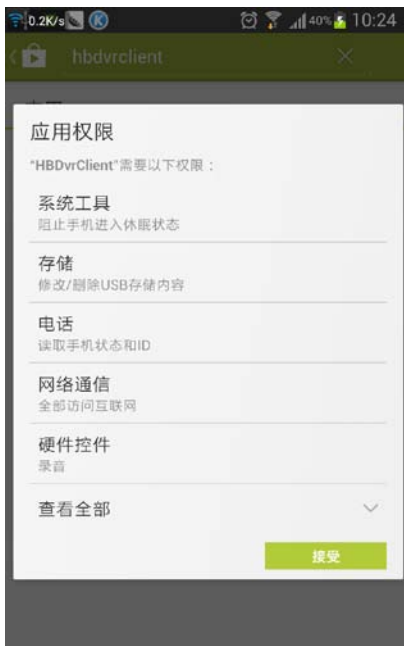 0.2K/s K 40% 10:24
hbdvrclient
应用权限
"HBDvrClient"需要以下权限：
系统工具
阻止手机进入休眠状态
存储
修改/删除USB存储内容
电话
读取手机状态和ID
网络通信
全部访问互联网
硬件控件
录音
查看全部
接受